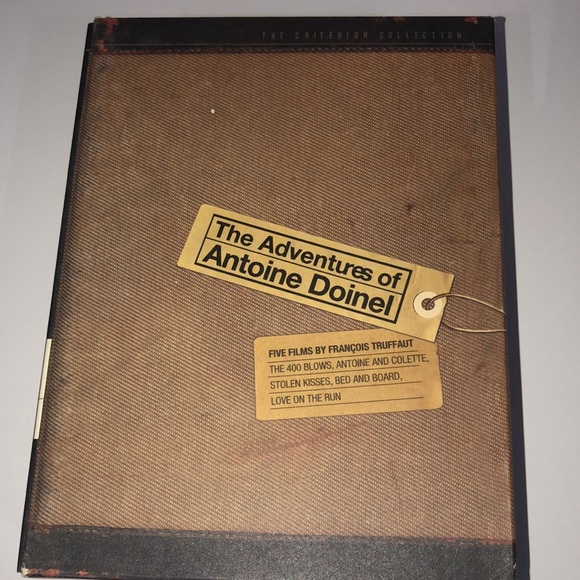 THE CRITERION COLLECTION
The Adventures of
Antoine Doinel
FIVE FILMS BY FRANÇOIS TRUFFAUT
THE 400 BLOWS, ANTOINE AND COLETTE,
STOLEN KISSES, BED AND BOARD,
LOVE ON THE RUN